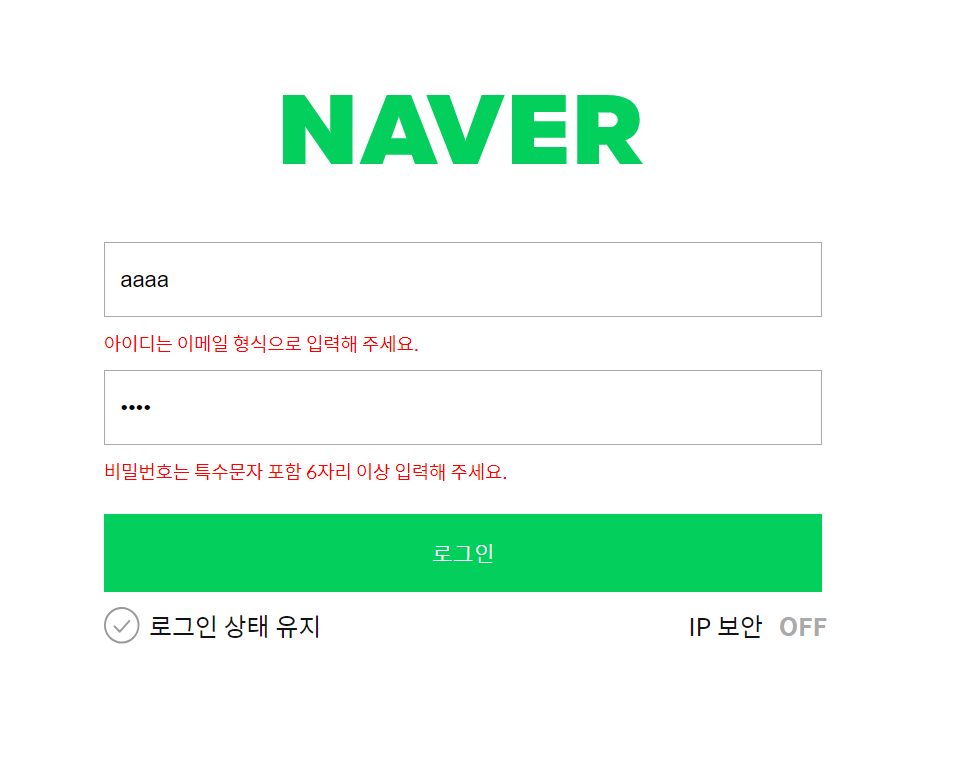 NAVER
aaaa
아이디는 이메일 형식으로 입력해 주세요.
••••
비밀번호는 특수문자 포함 6자리 이상 입력해 주세요.
로그인
로그인 상태 유지 IP 보안 OFF